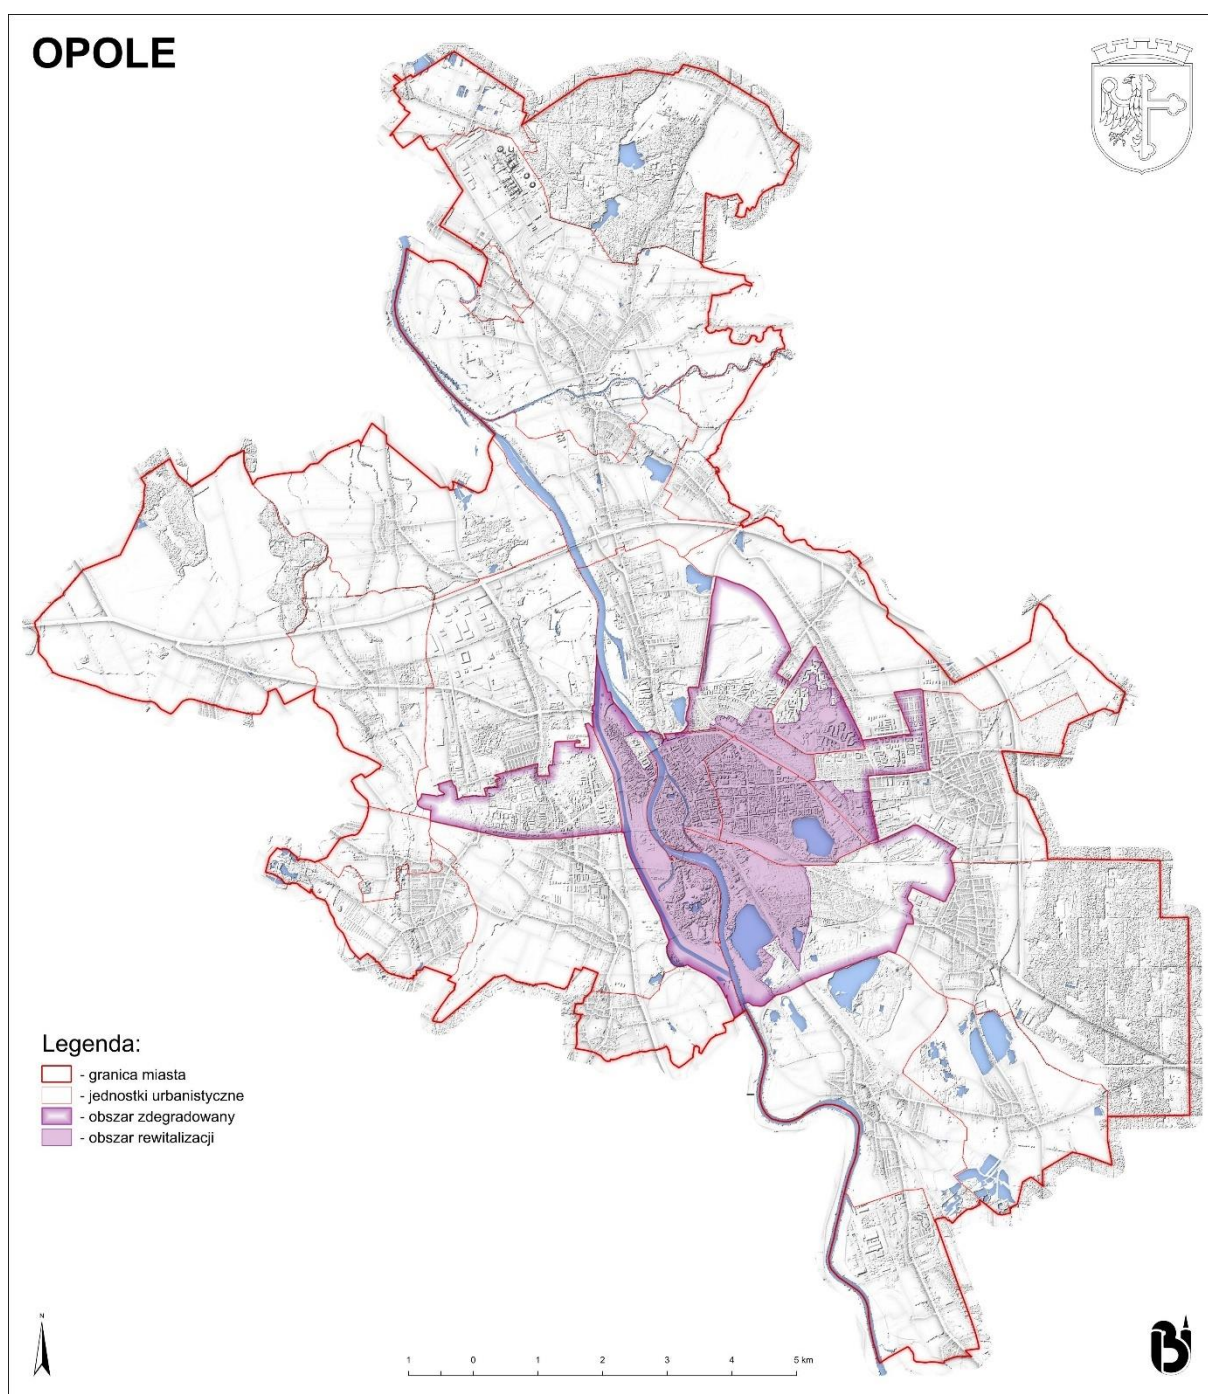 OPOLE
Legenda:
- granica miasta
- jednostki urbanistyczne
- obszar zdegradowany
- obszar rewitalizacji
N
1 0 1 2 3 4 5 km